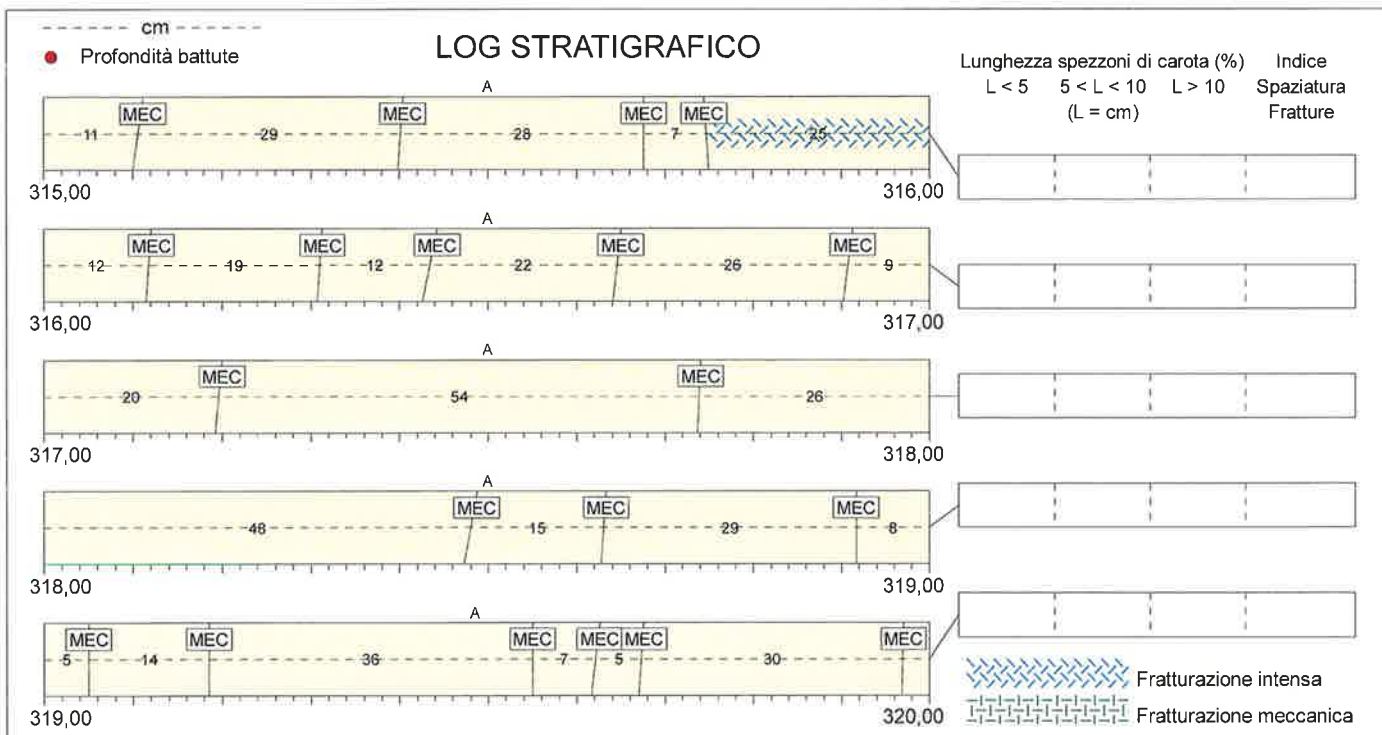 cm
Profondità battute
LOG STRATIGRAFICO
Lunghezza spezzoni di carota (%) Indice
L < 5 5 < L < 10 L > 10 Spaziatura
(L = cm) Fratture
A
MEC MEC MEC MEC
11 29 28 7 25
315,00 316,00
A
MEC MEC MEC MEC MEC
12 19 12 22 26 9
316,00 317,00
A
MEC MEC
20 54 26
317,00 318,00
A
MEC MEC MEC
48 15 29 8
318,00 319,00
A
MEC MEC MEC MEC MEC MEC
5 14 36 7 5 30
319,00 320,00
Fratturazione intensa
Fratturazione meccanica